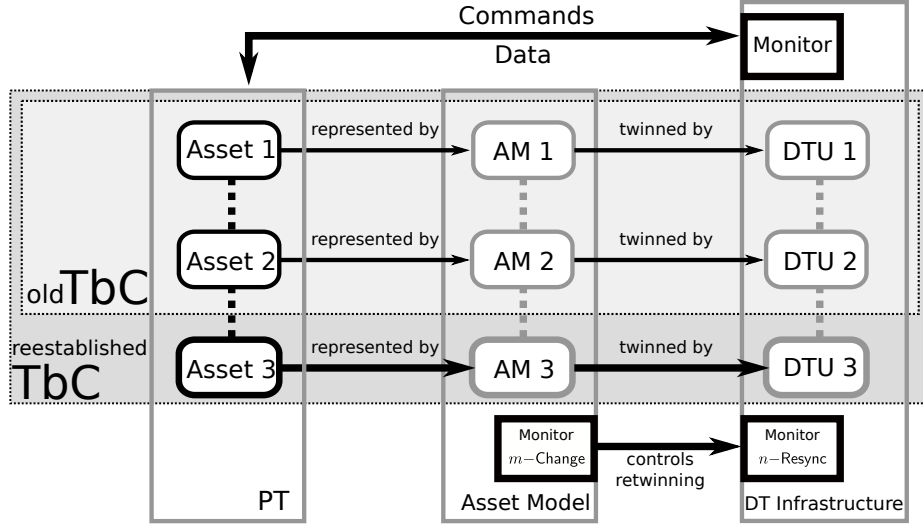 Commands
Data
Monitor
Asset 1
represented by
AM 1
twinned by
DTU 1
Asset 2
represented by
AM 2
twinned by
DTU 2
oldTbC
reestablished
TbC
Asset 3
represented by
AM 3
twinned by
DTU 3
Monitor
m−Change
controls
retwinning
Monitor
n−Resync
PT
Asset Model
DT Infrastructure